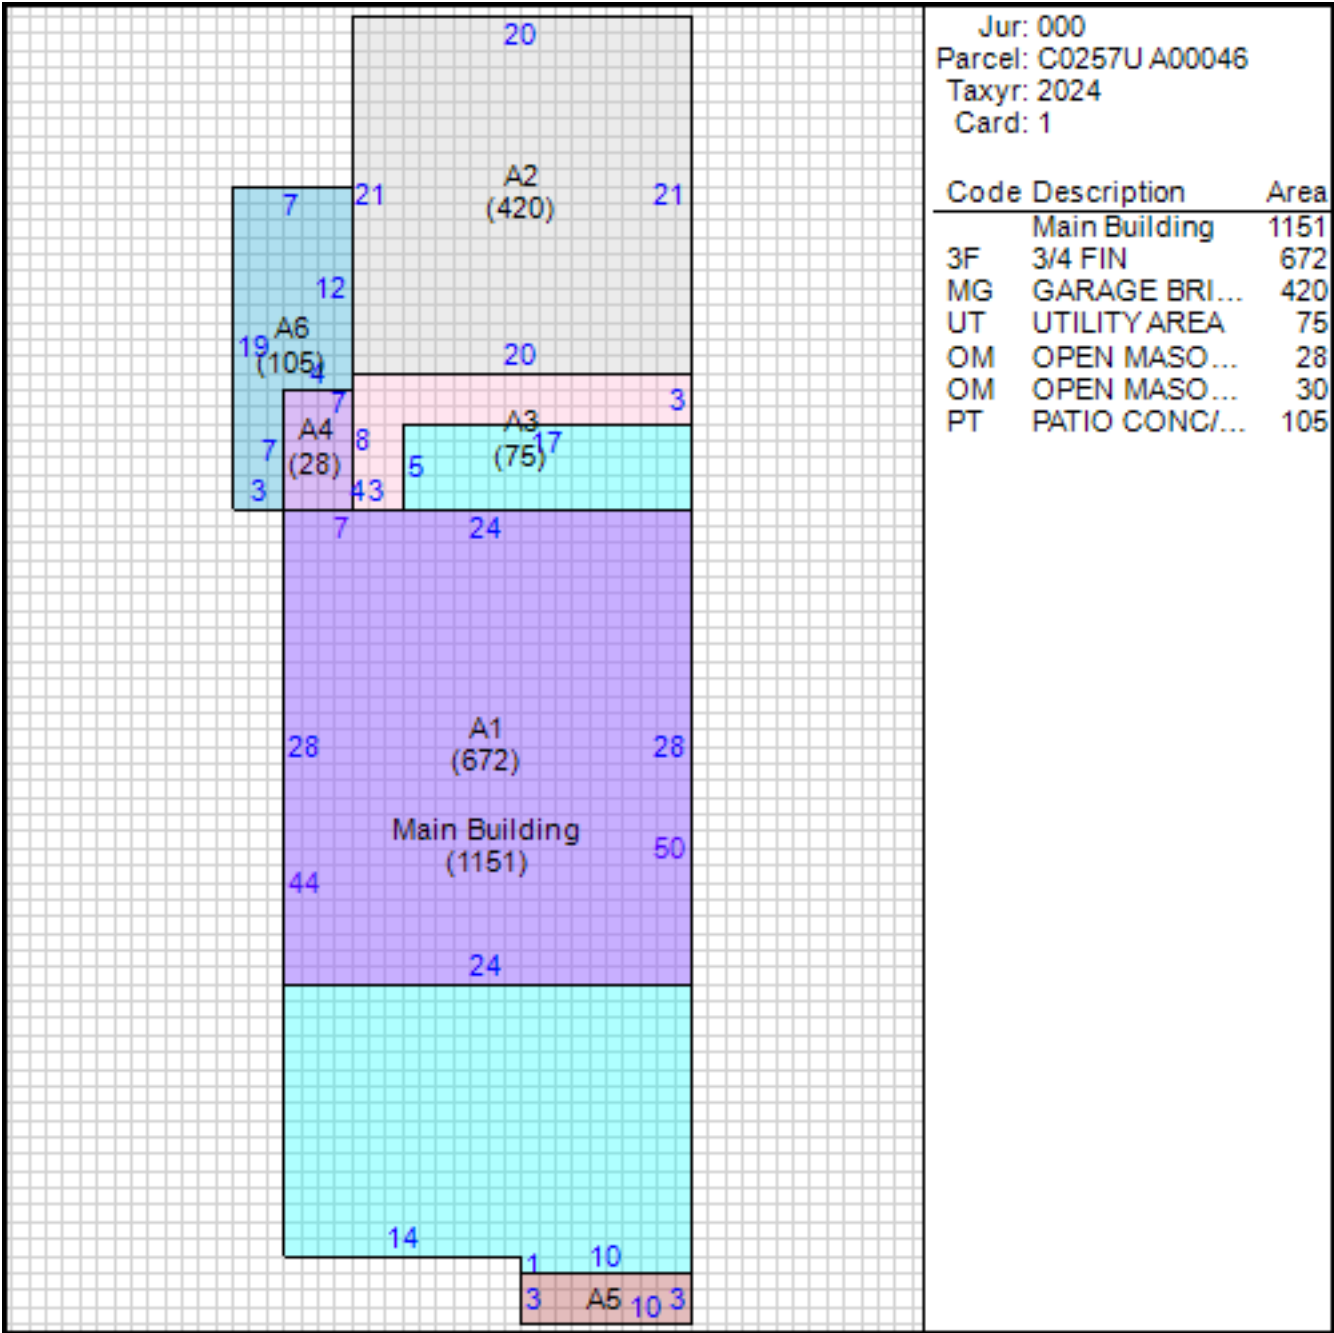 20
A2
(420)
21
21
7
12
A6
19
(105)
4
20
7
3
A3
A4
8
17
7
(28)
5
(75)
3
4
3
7
24
A1
28
(672)
28
Main Building
(1151)
50
44
24
14
1
10
3
A5
10
3
Jur: 000
Parcel: C0257U A00046
Taxyr: 2024
Card: 1
Code Description Area
Main Building 1151
3F 3/4 FIN 672
MG GARAGE BRI... 420
UT UTILITY AREA 75
OM OPEN MASO... 28
OM OPEN MASO... 30
PT PATIO CONC/... 105